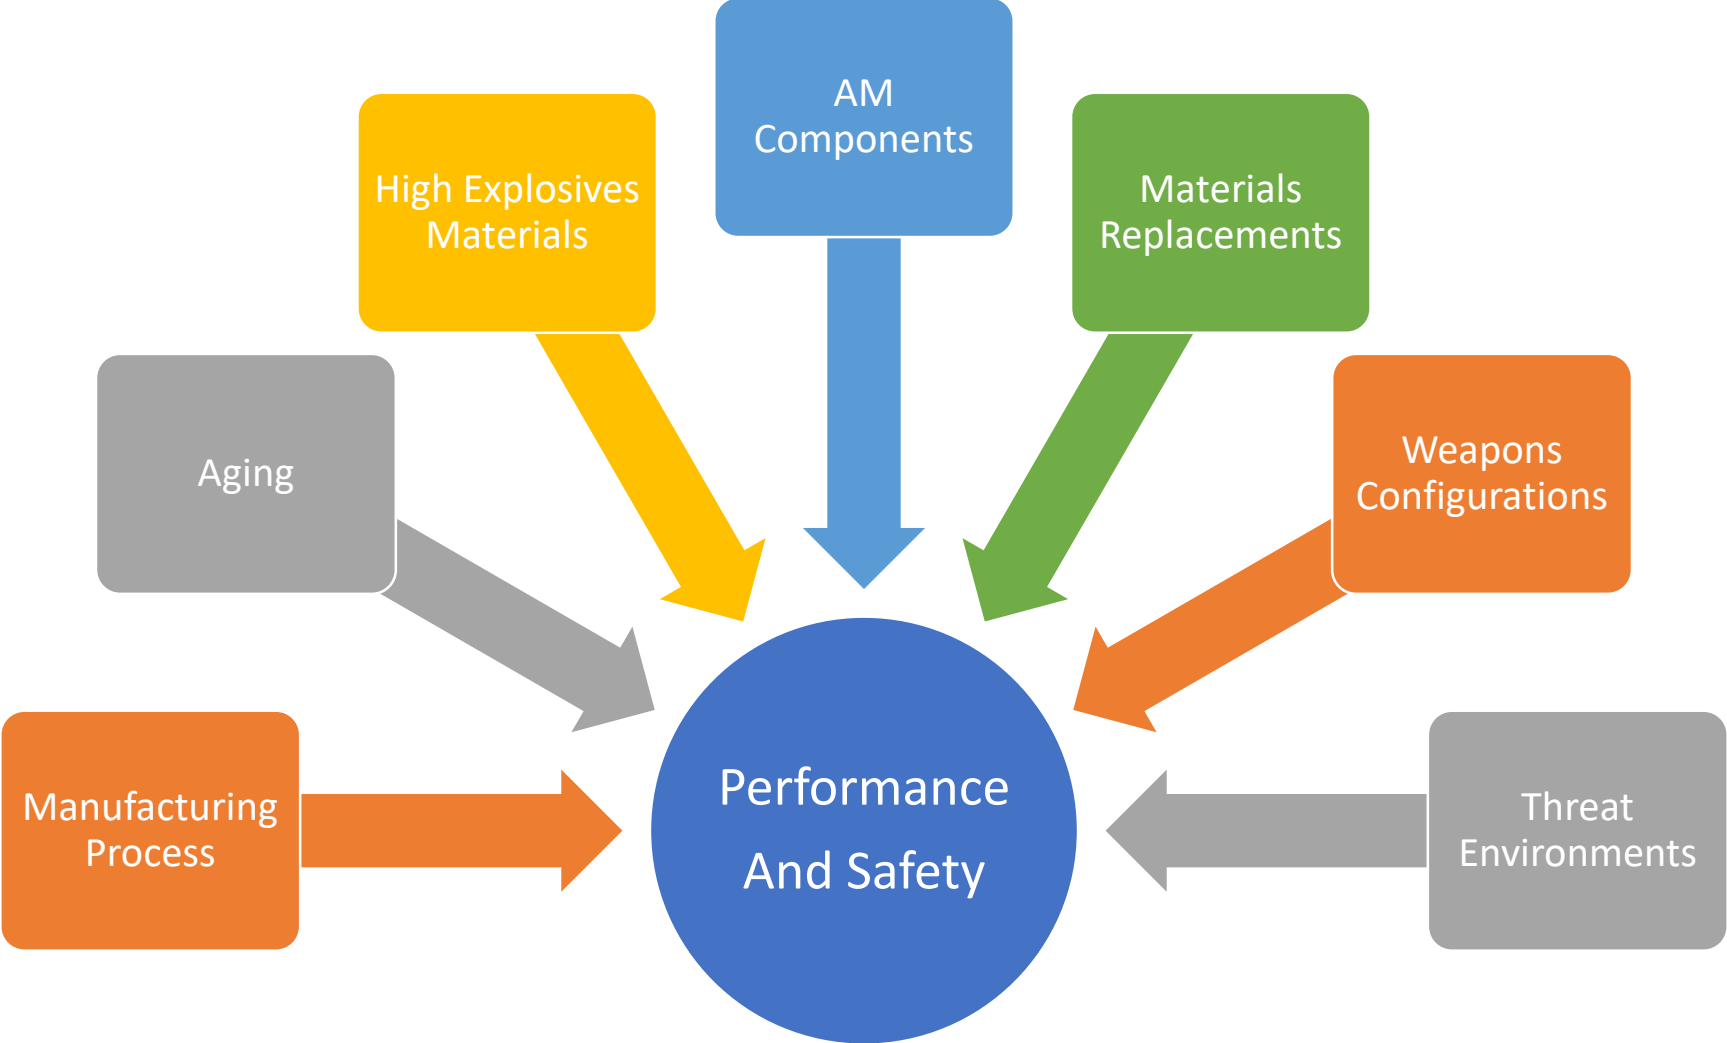 AM
Components
High Explosives
Materials
Materials
Replacements
Aging
Weapons
Configurations
Manufacturing
Process
Performance
And Safety
Threat
Environments